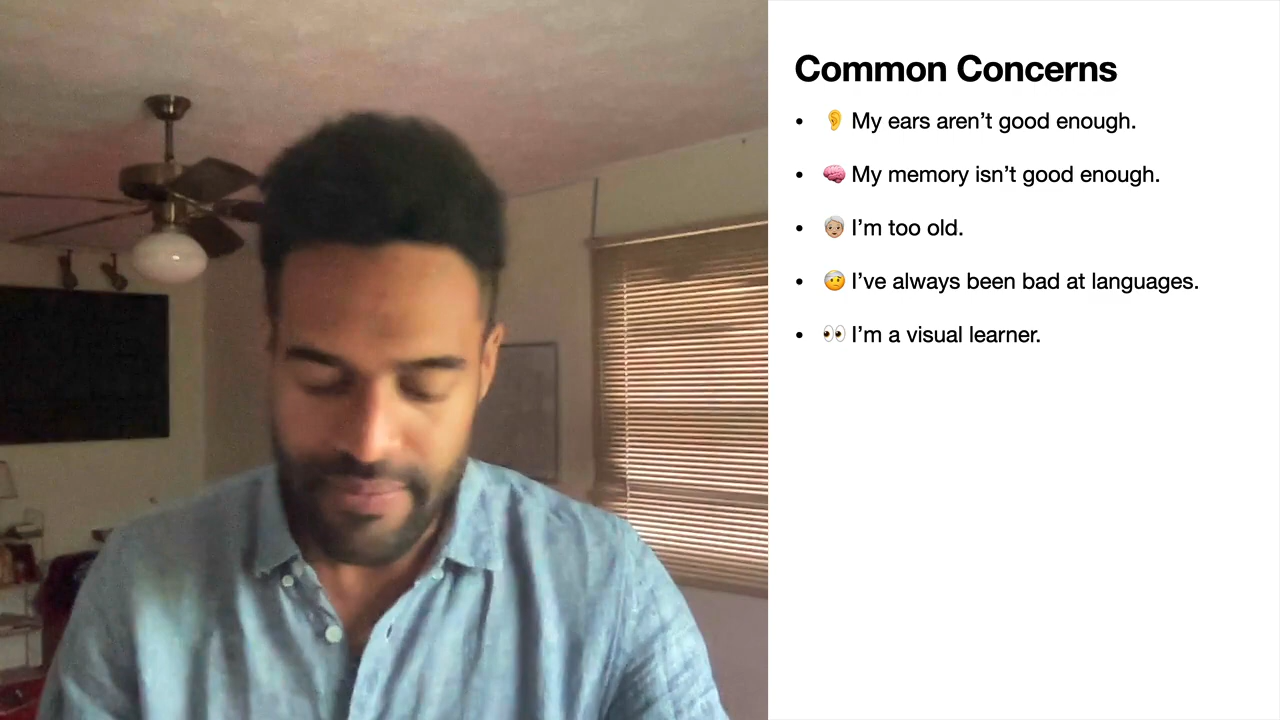 Common Concerns
• 👂 My ears aren’t good enough.
• 🧠 My memory isn’t good enough.
• 👵🏼 I’m too old.
• 🤕 I’ve always been bad at languages.
• 👀 I’m a visual learner.